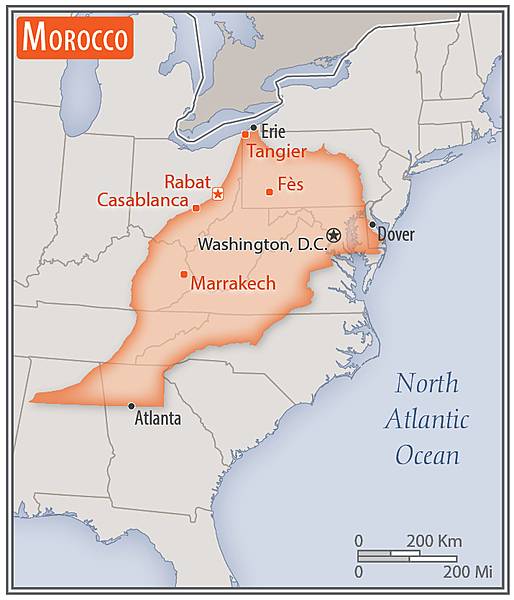 MOROCCO
Erie
Tangier
Rabat
Fès
Casablanca
Washington, D.C.
Dover
Marrakech
North
Atlantic
Ocean
Atlanta
0 200 Km
0 200 Mi